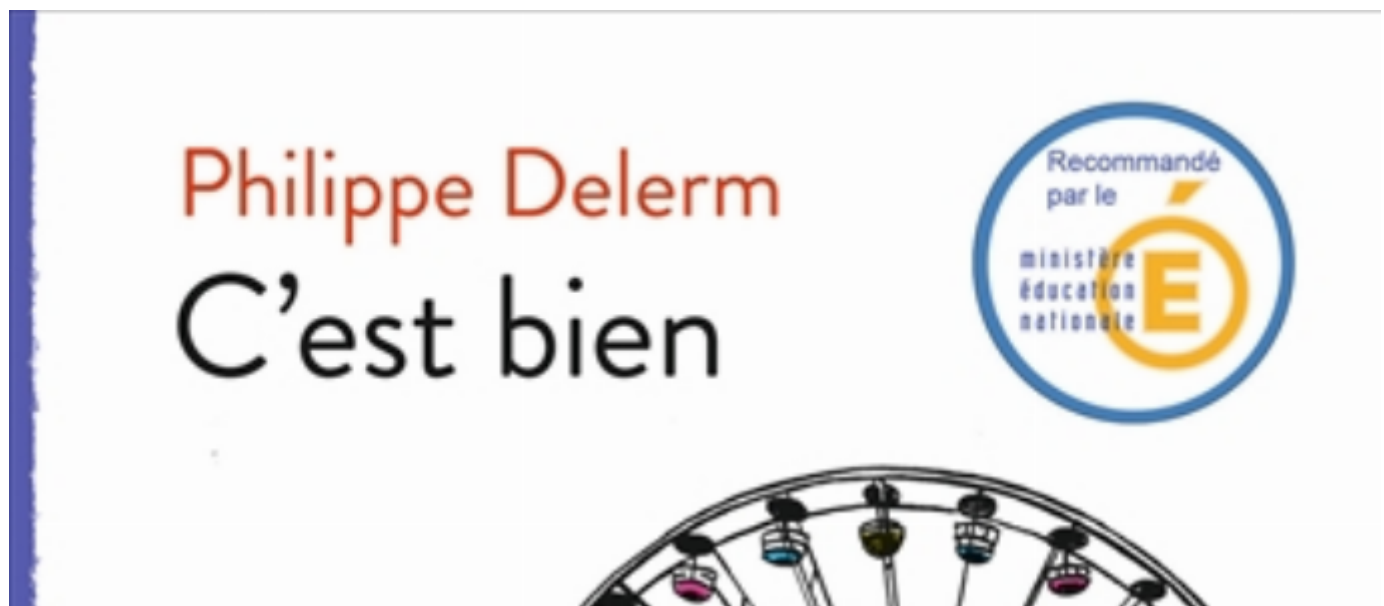 Philippe Delerm
C'est bien
Recommandé
par le
ministère
éducation
nationale
É